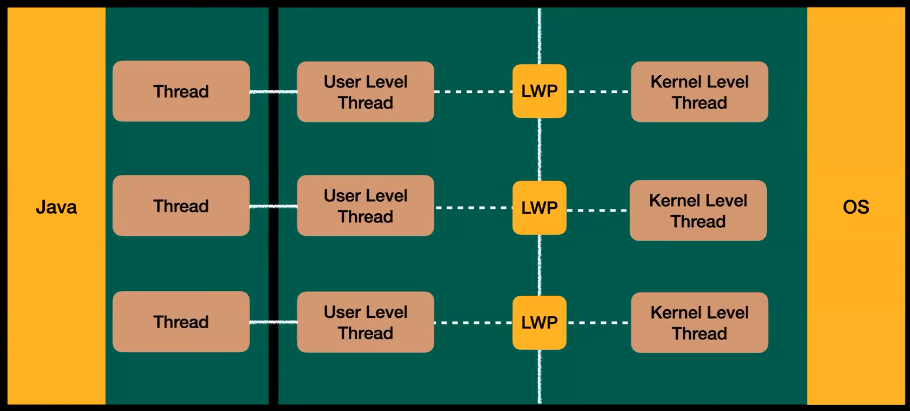 Java
Thread
User Level
Thread
LWP
Kernel Level
Thread
Thread
User Level
Thread
LWP
Kernel Level
Thread
Thread
User Level
Thread
LWP
Kernel Level
Thread
OS